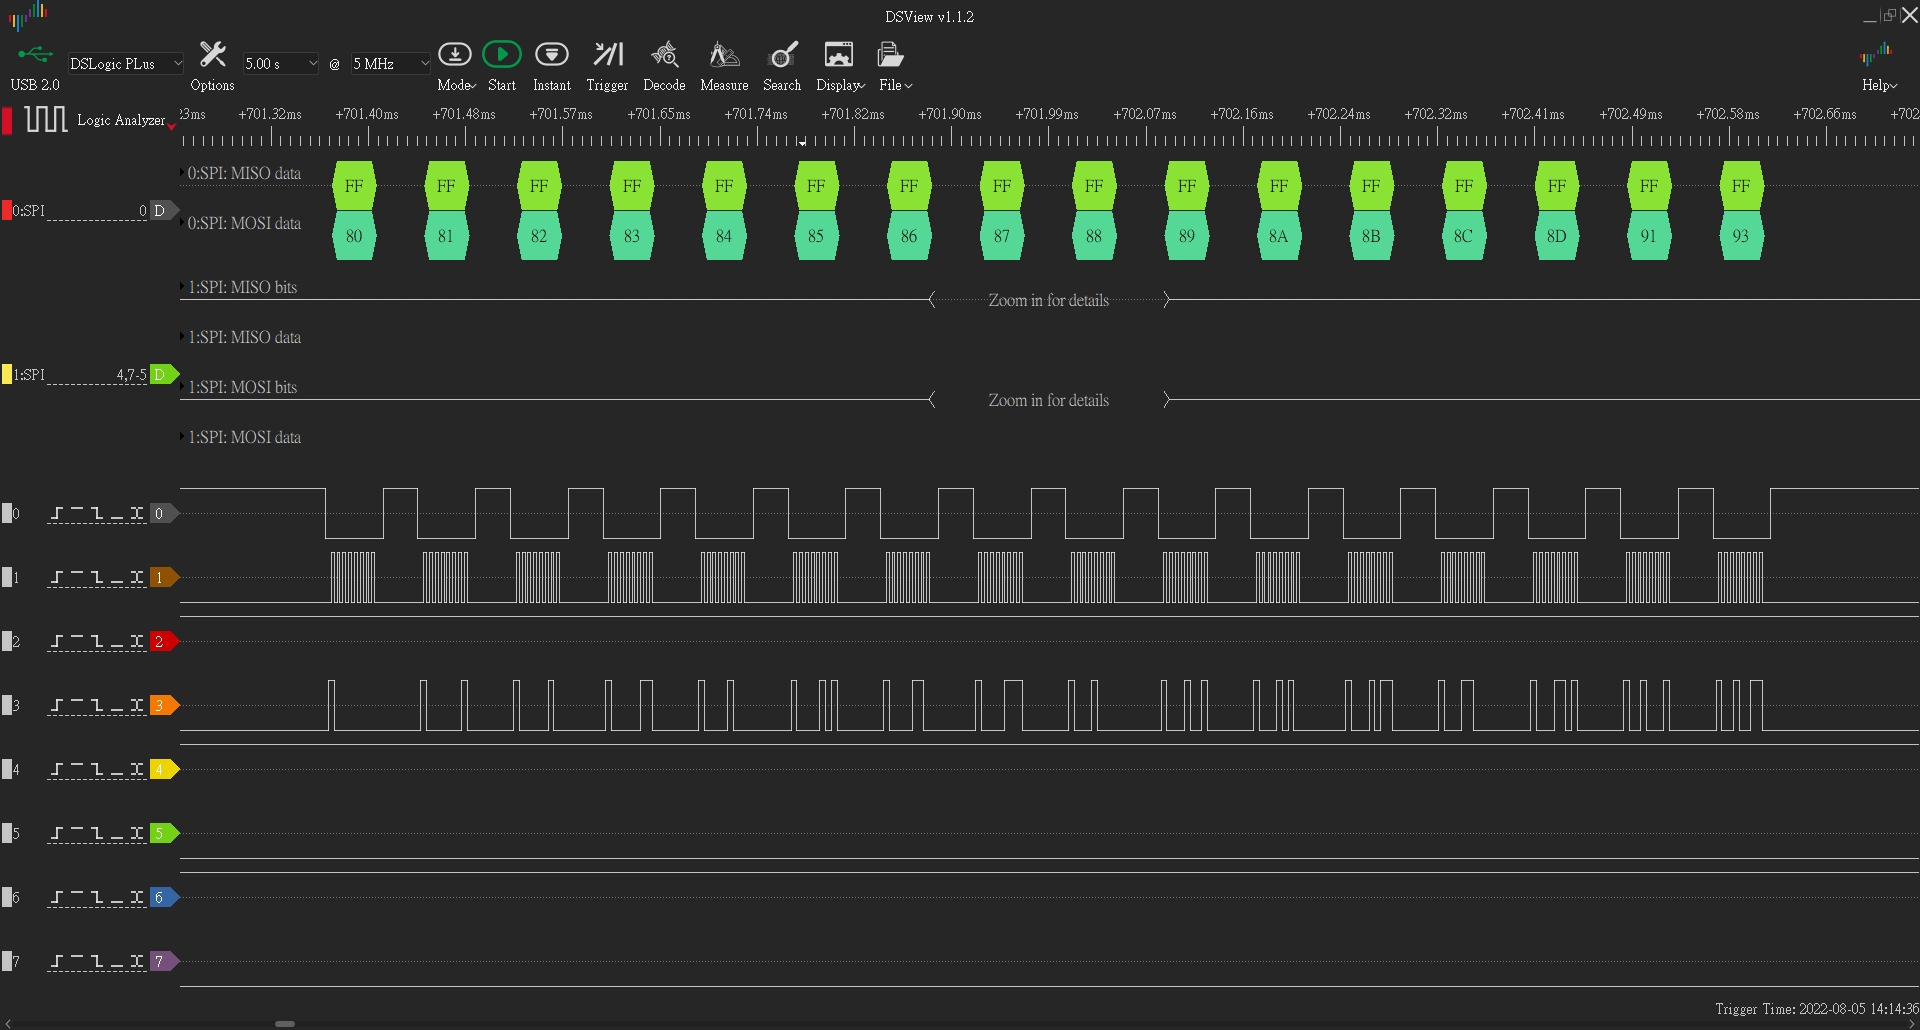 DSView v1.1.2
USB 2.0
DSLogic PLus
Options
5.00 s
@
5 MHz
Mode
Start
Instant
Trigger
Decode
Measure
Search
Display
File
Help
Logic Analyzer
23ms +701.32ms +701.40ms +701.48ms +701.57ms +701.65ms +701.74ms +701.82ms +701.90ms +701.99ms +702.07ms +702.16ms +702.24ms +702.32ms +702.41ms +702.49ms +702.58ms +702.66ms +702
0:SPI: MISO data
FF FF FF FF FF FF FF FF FF FF FF FF FF FF FF FF
0:SPI 0 D
0:SPI: MOSI data
80 81 82 83 84 85 86 87 88 89 8A 8B 8C 8D 91 93
1:SPI: MISO bits
Zoom in for details
1:SPI: MISO data
1:SPI 4,7-5 D
1:SPI: MOSI bits
Zoom in for details
1:SPI: MOSI data
0 0
1 1
2 2
3 3
4 4
5 5
6 6
7 7
Trigger Time: 2022-08-05 14:14:36